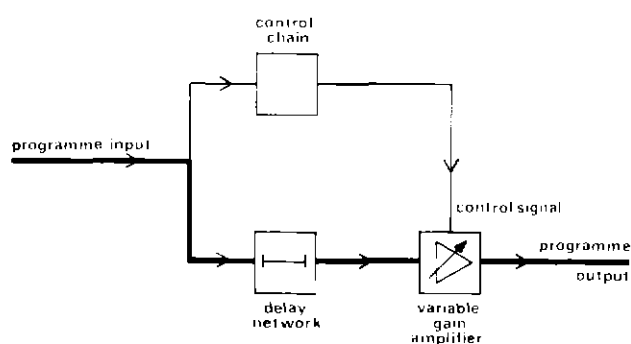 control
chain
programme input
control signal
programme
output
delay
network
variable
gain
amplifier